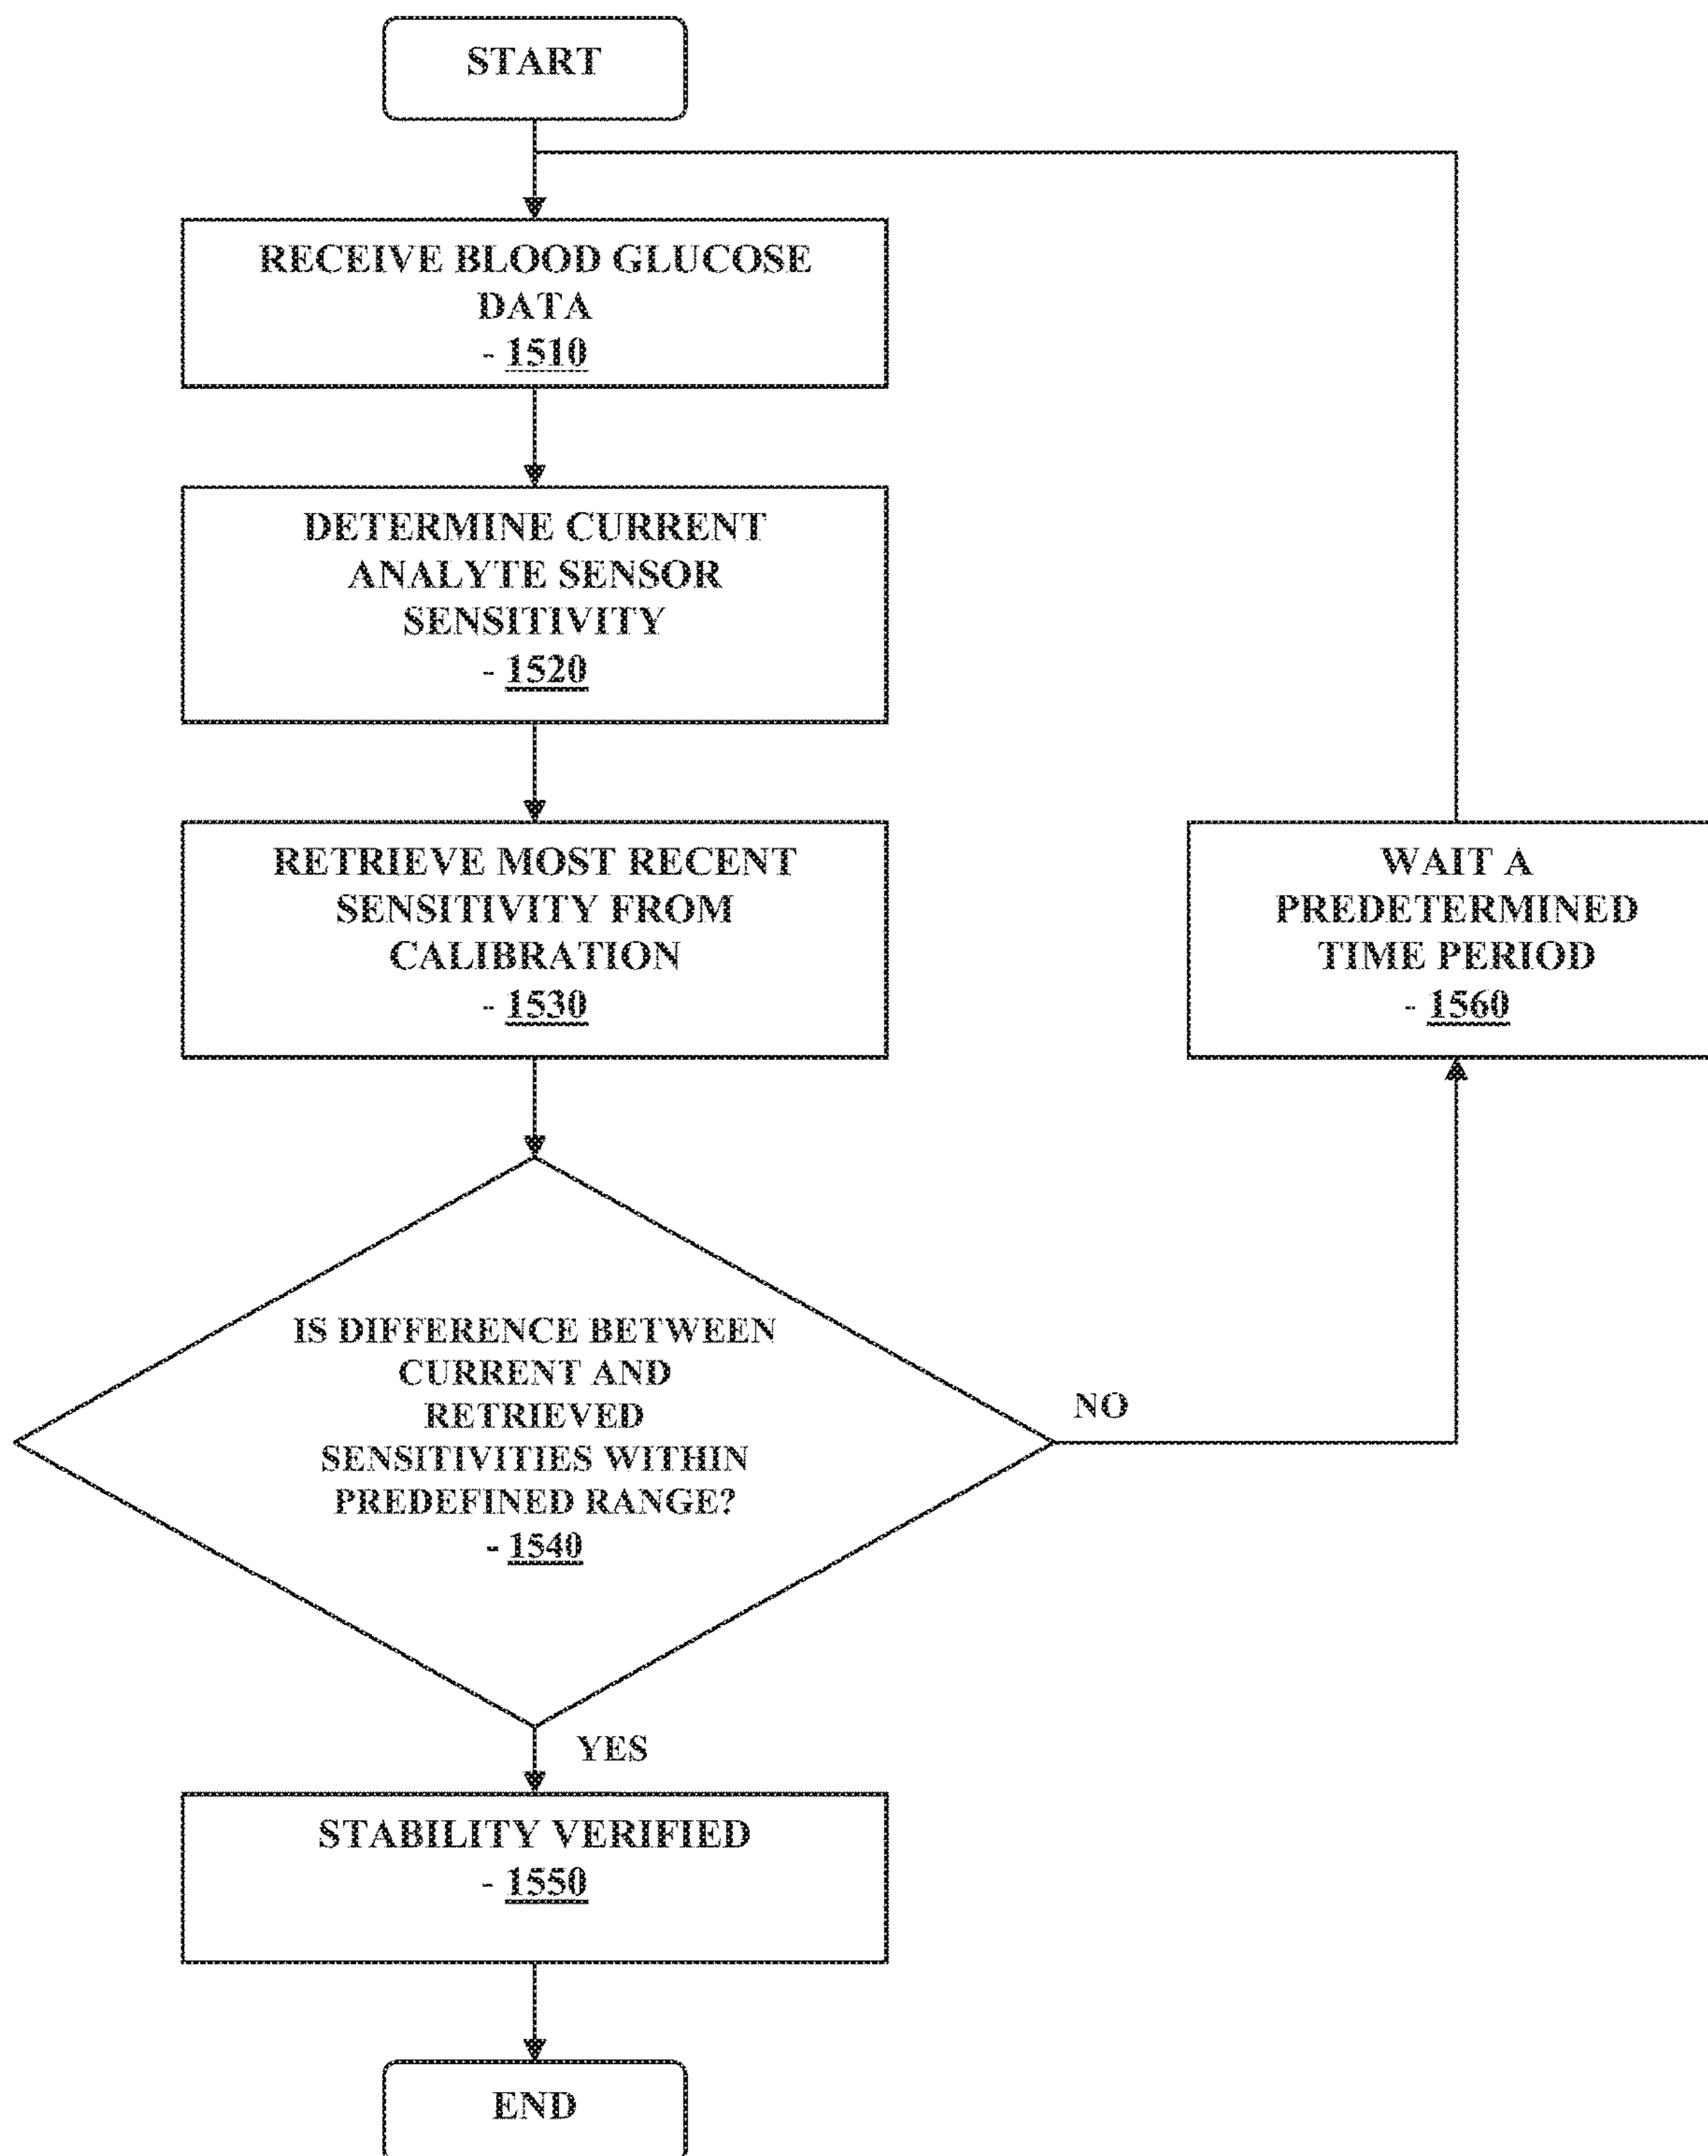 START
RECEIVE BLOOD GLUCOSE
DATA
- 1510
DETERMINE CURRENT
ANALYTE SENSOR
SENSITIVITY
- 1520
RETRIEVE MOST RECENT
SENSITIVITY FROM
CALIBRATION
- 1530
WAIT A
PREDETERMINED
TIME PERIOD
- 1560
IS DIFFERENCE BETWEEN
CURRENT AND
RETRIEVED
SENSITIVITIES WITHIN
PREDEFINED RANGE?
- 1540
NO
YES
STABILITY VERIFIED
- 1550
END